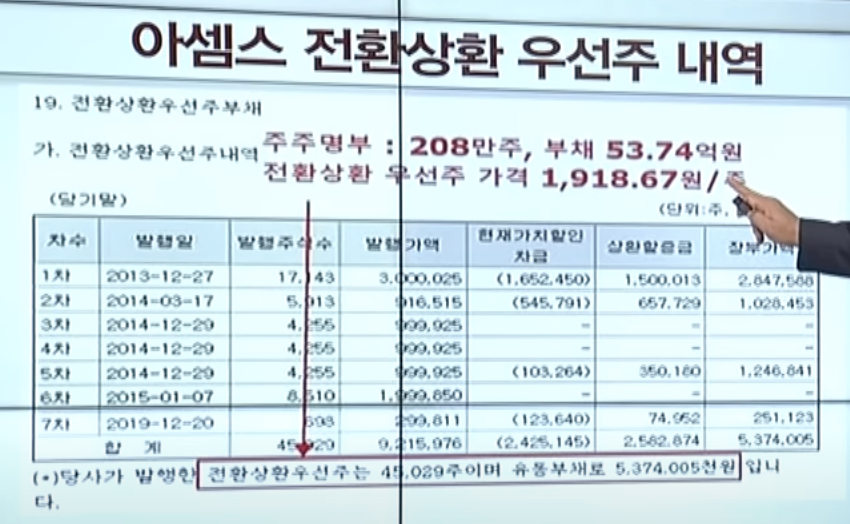 아셈스 전환상환 우선주 내역
19. 전환상환우선주부채
가. 전환상환우선주내역
주주명부 : 208만주, 부채 53.74억원
전환상환 우선주 가격 1,918.67원/주
(당기말)
(단위:주,
차수 발행일 발행주식수 발행가액 현재가치할인차금 상환할증금 장부가액
1차 2013-12-27 17,143 3,000,025 (1,652,450) 1,500,013 2,847,588
2차 2014-03-17 5,913 916,515 (545,791) 657,729 1,028,453
3차 2014-12-29 4,255 999,925 - - -
4차 2014-12-29 4,255 999,925 - - -
5차 2014-12-29 4,255 999,925 (103,264) 350,180 1,246,841
6차 2015-01-07 8,510 1,999,850 - - -
7차 2019-12-20 698 299,811 (123,640) 74,952 251,123
합 계 45,029 9,215,976 (2,425,145) 2,582,874 5,374,005
(*)당사가 발행한 전환상환우선주는 45,029주이며 유동부채로 5,374,005천원 입니
다.